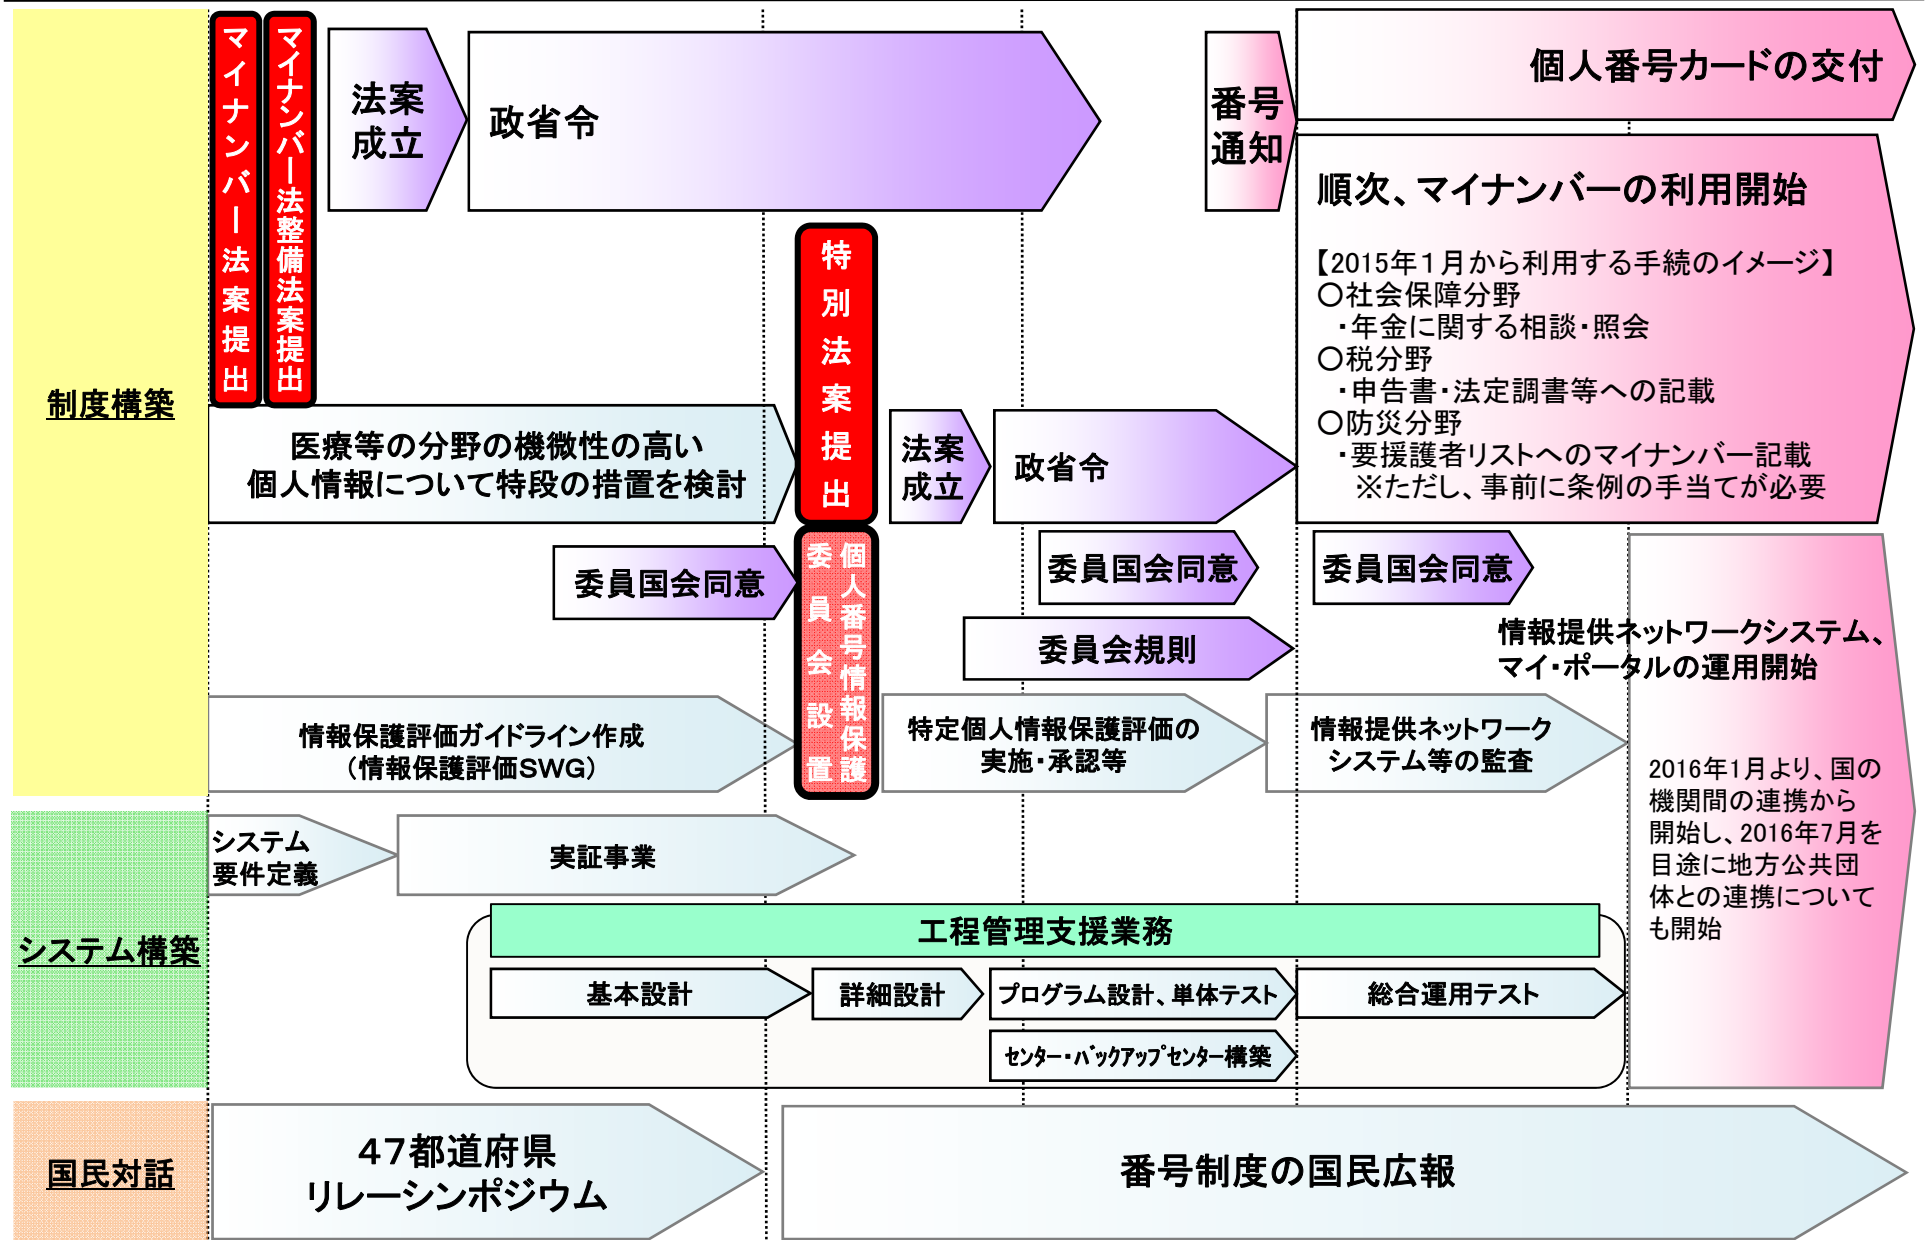 制度構築
マイナンバー法案提出
マイナンバー法整備法案提出
法案
成立
政省令
番号
通知
個人番号カードの交付
順次、マイナンバーの利用開始
【2015年１月から利用する手続のイメージ】
○社会保障分野
・年金に関する相談・照会
○税分野
・申告書・法定調書等への記載
○防災分野
・要援護者リストへのマイナンバー記載
※ただし、事前に条例の手当てが必要
医療等の分野の機微性の高い
個人情報について特段の措置を検討
特別法案提出
法案
成立
政省令
委員国会同意
個人番号情報保護
委員会設置
委員国会同意
委員国会同意
委員会規則
情報提供ネットワークシステム、
マイ・ポータルの運用開始
情報保護評価ガイドライン作成
（情報保護評価ＳＷＧ）
特定個人情報保護評価の
実施・承認等
情報提供ネットワーク
システム等の監査
2016年1月より、国の
機関間の連携から
開始し、2016年7月を
目途に地方公共団
体との連携について
も開始
システム構築
システム
要件定義
実証事業
工程管理支援業務
基本設計
詳細設計
プログラム設計、単体テスト
総合運用テスト
センター・バックアップセンター構築
国民対話
４７都道府県
リレーシンポジウム
番号制度の国民広報